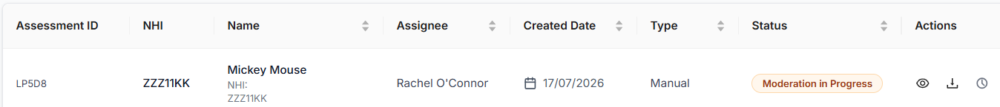 Assessment ID NHI Name Assignee Created Date Type Status Actions
LP5D8 ZZZ11KK Mickey Mouse Rachel O'Connor 17/07/2026 Manual Moderation in Progress
NHI:
ZZZ11KK